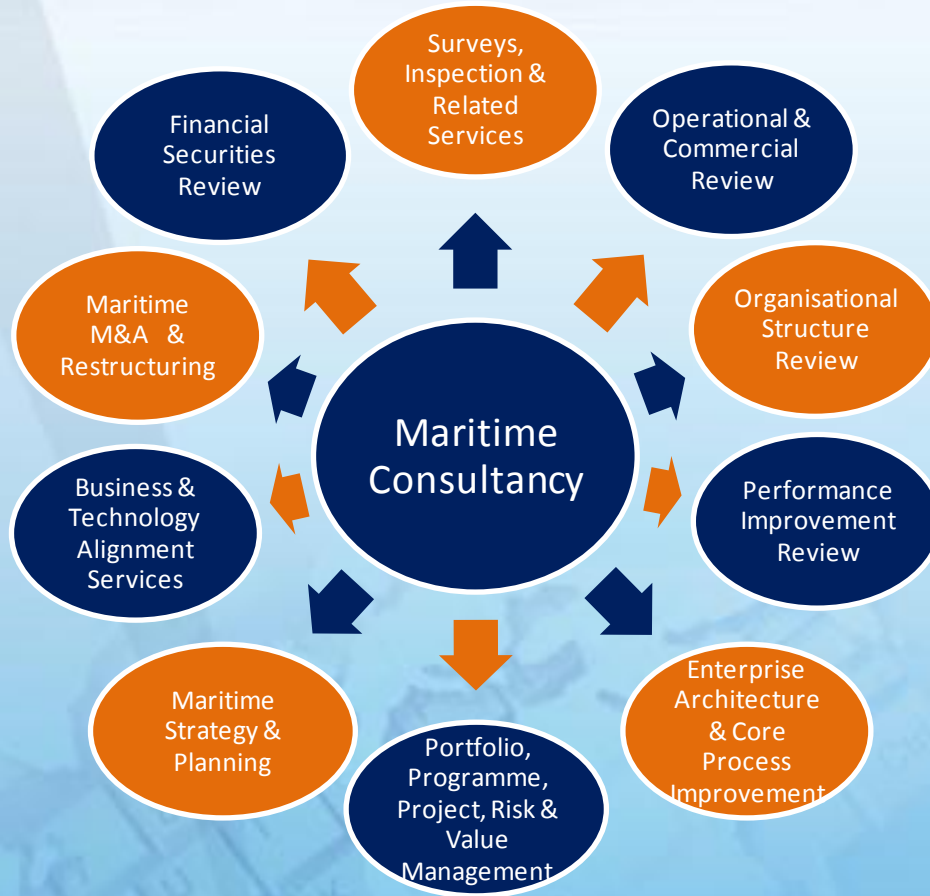 Surveys,
Inspection &
Related
Services
Operational &
Commercial
Review
Organisational
Structure
Review
Performance
Improvement
Review
Enterprise
Architecture
& Core
Process
Improvement
Portfolio,
Programme,
Project, Risk &
Value
Management
Maritime
Strategy &
Planning
Business &
Technology
Alignment
Services
Maritime
M&A &
Restructuring
Financial
Securities
Review
Maritime
Consultancy